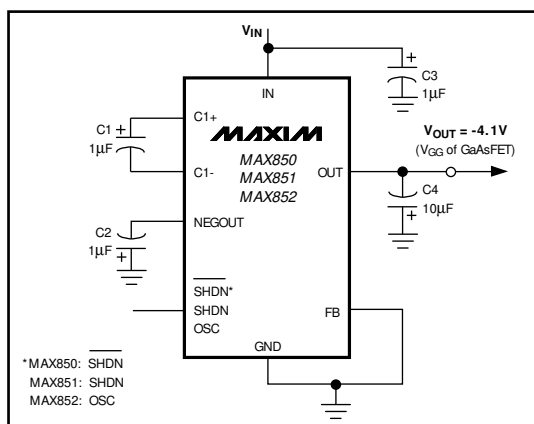 VIN
+
C3
1µF
IN
C1+
C1
+
1µF
C1-
MAXIM
MAX850
MAX851
MAX852
OUT
VOUT = -4.1V
(VGG of GaAsFET)
C4
10µF
+
NEGOUT
C2
1µF
+
SHDN*
SHDN
OSC
FB
GND
*MAX850: SHDN
MAX851: SHDN
MAX852: OSC